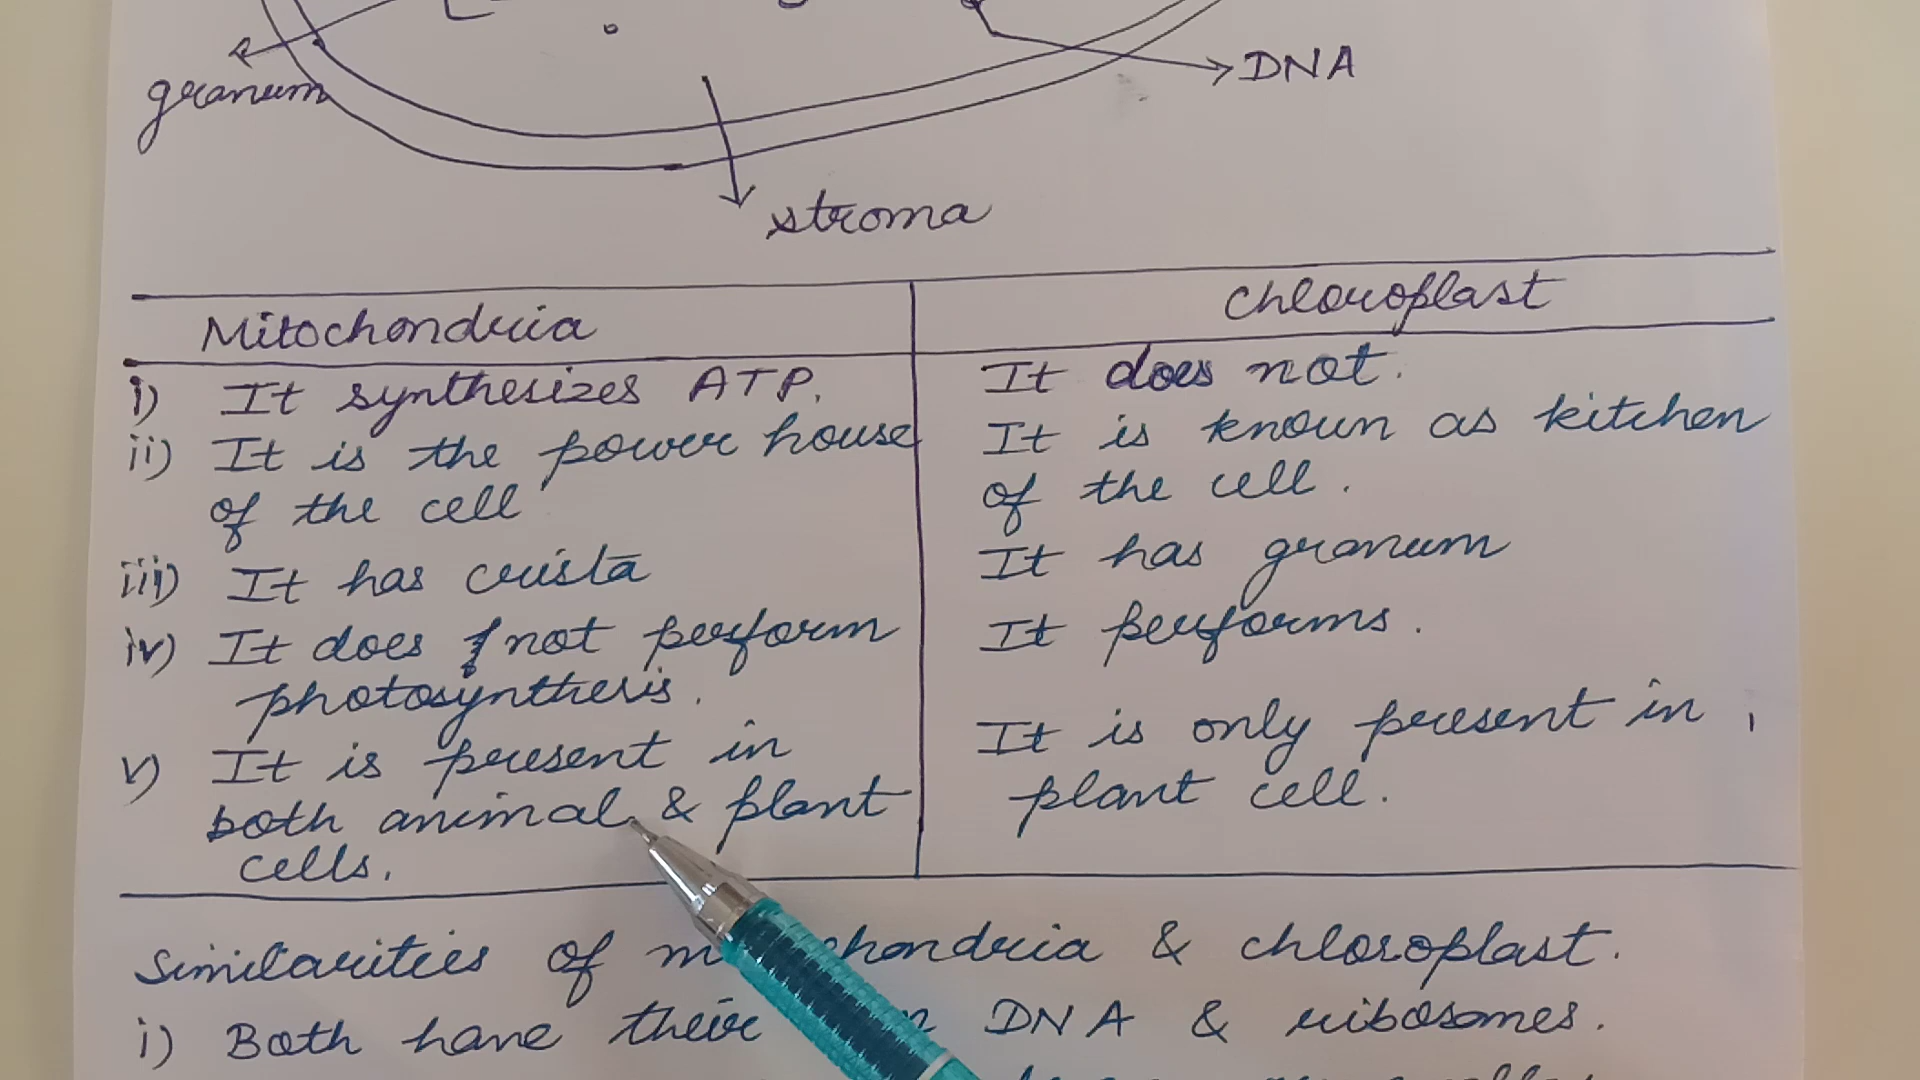 granum
DNA
stroma
Mitochondria
chloroplast
i) It synthesizes ATP.
It does not.
ii) It is the power house
of the cell
It is known as kitchen
of the cell.
iii) It has cristā
It has granum
iv) It does not perform
photosynthesis.
It performs.
v) It is present in
both animal & plant
cells.
It is only present in
plant cell.
Similarities of chondria & chloroplast.
i) Both have their DNA & ribosomes.